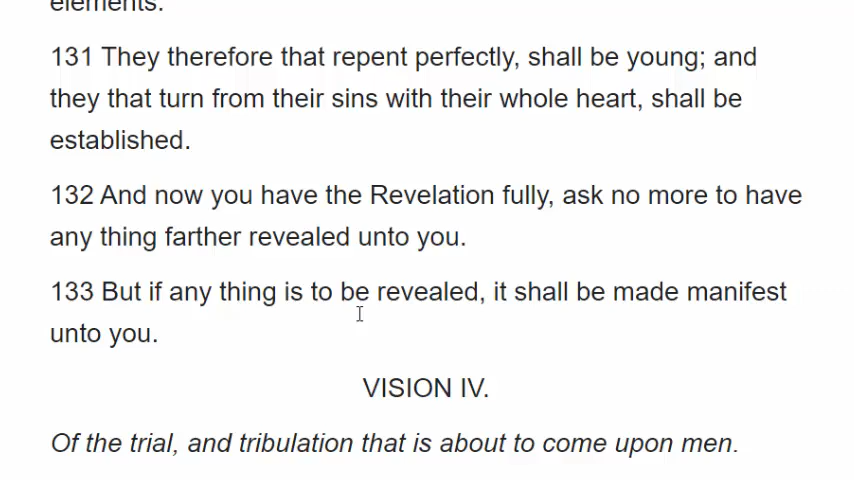 elements.
131 They therefore that repent perfectly, shall be young; and
they that turn from their sins with their whole heart, shall be
established.
132 And now you have the Revelation fully, ask no more to have
any thing farther revealed unto you.
133 But if any thing is to be revealed, it shall be made manifest
unto you.
VISION IV.
Of the trial, and tribulation that is about to come upon men.